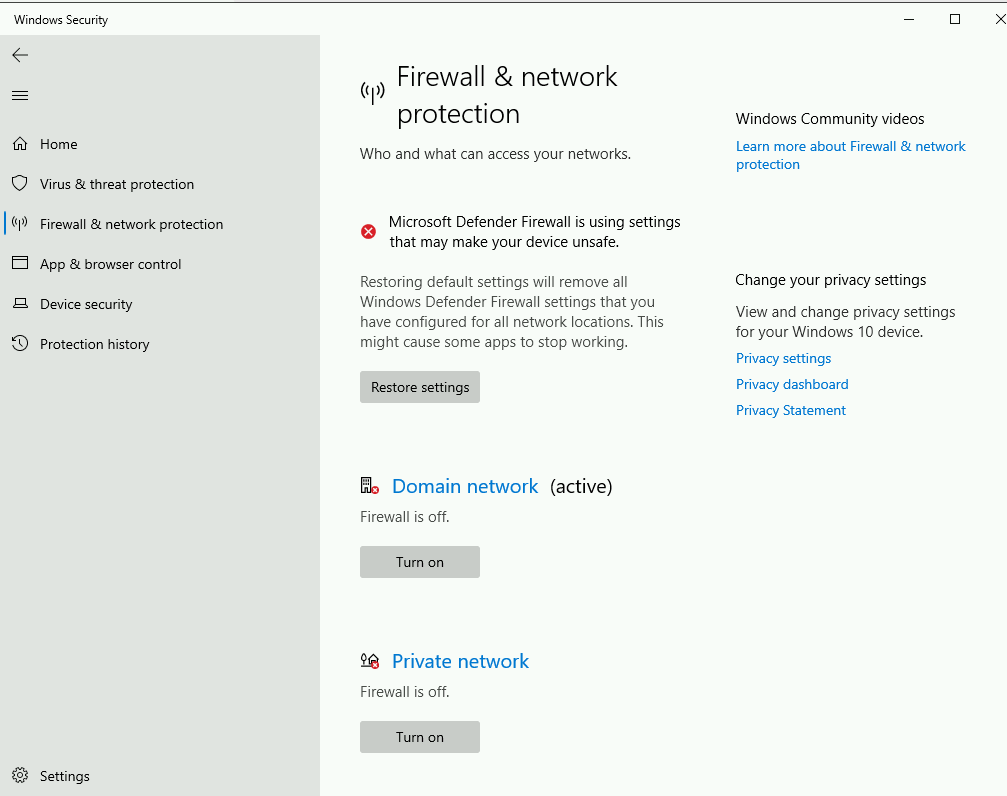 Windows Security
Home
Virus & threat protection
Firewall & network protection
App & browser control
Device security
Protection history
Settings
Firewall & network
protection
Who and what can access your networks.
Microsoft Defender Firewall is using settings
that may make your device unsafe.
Restoring default settings will remove all
Windows Defender Firewall settings that you
have configured for all network locations. This
might cause some apps to stop working.
Restore settings
Domain network (active)
Firewall is off.
Turn on
Private network
Firewall is off.
Turn on
Windows Community videos
Learn more about Firewall & network
protection
Change your privacy settings
View and change privacy settings
for your Windows 10 device.
Privacy settings
Privacy dashboard
Privacy Statement